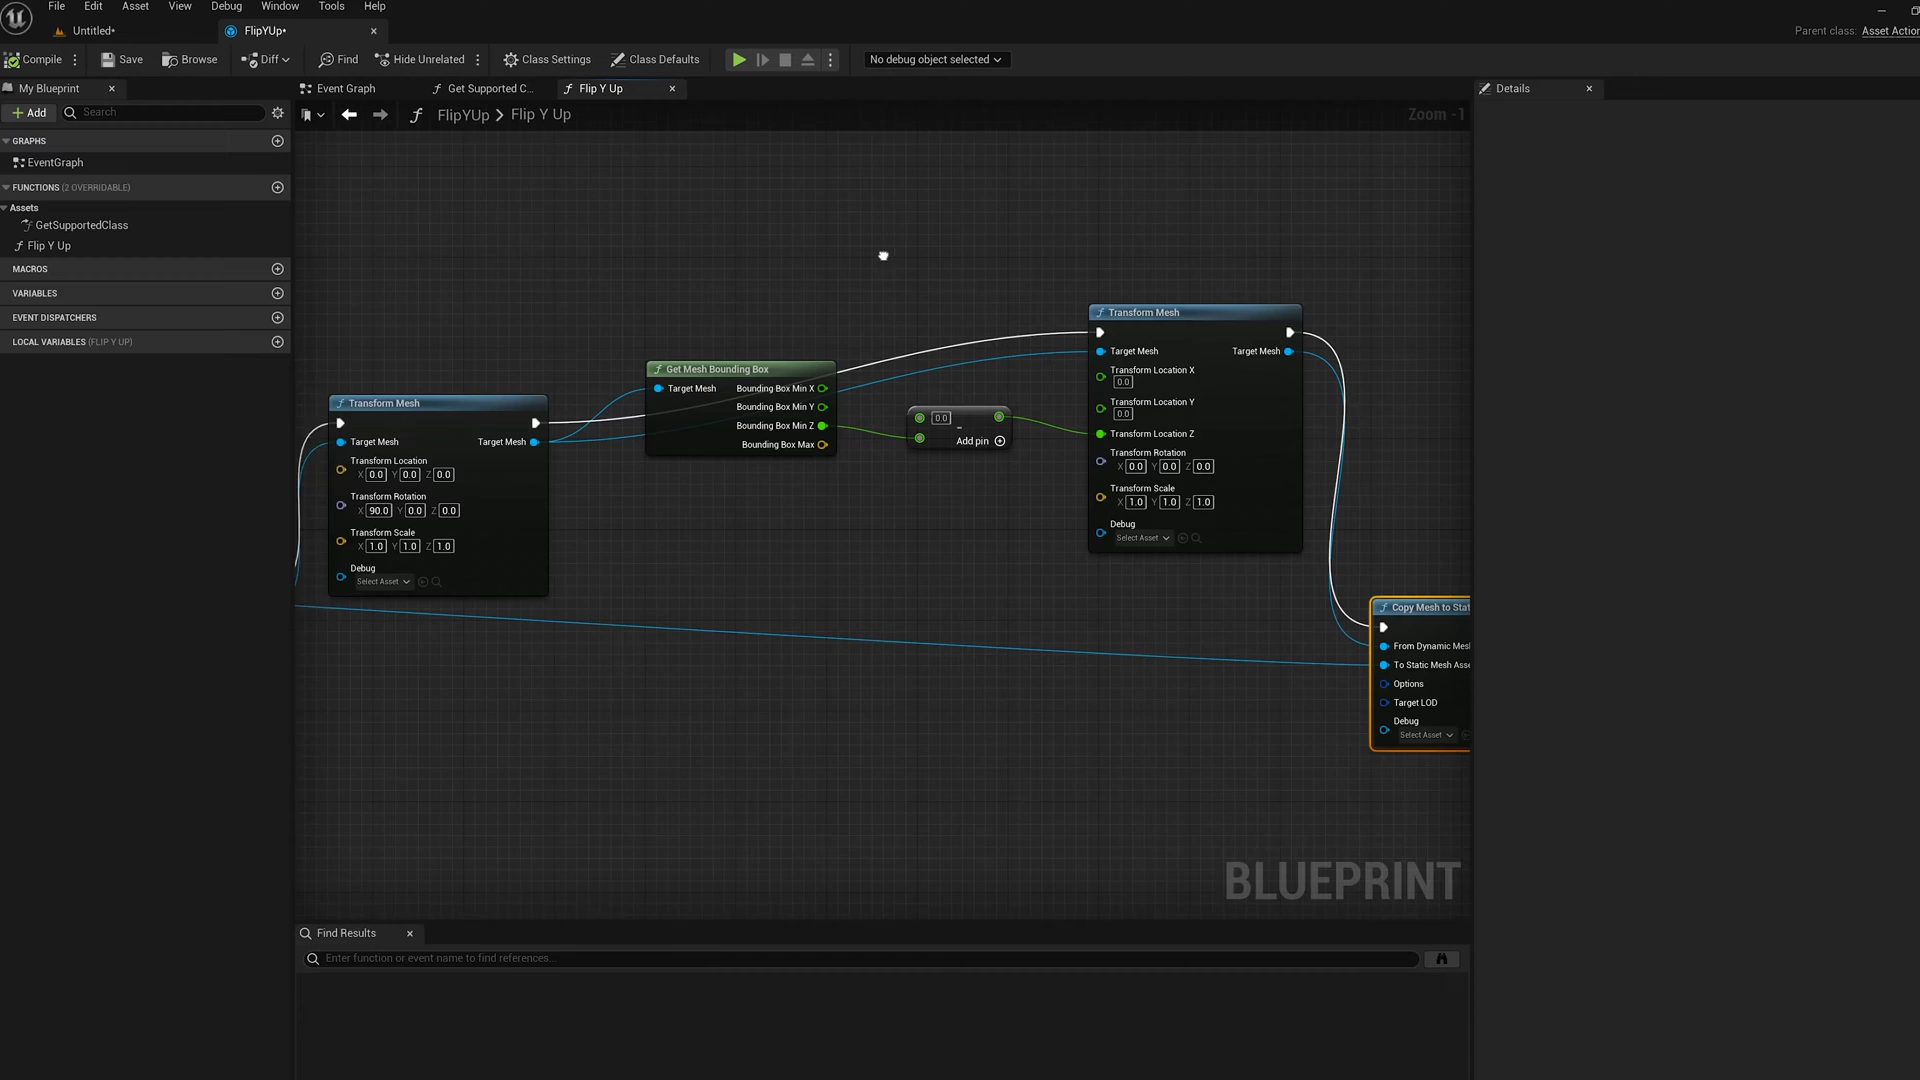 File Edit Asset View Debug Window Tools Help
Untitled* FlipYUp* Parent class: Asset Action
Compile Save Browse Diff Find Hide Unrelated Class Settings Class Defaults No debug object selected
My Blueprint Event Graph Get Supported C... Flip Y Up Details
Add Search FlipYUp > Flip Y Up Zoom -1
GRAPHS
EventGraph
FUNCTIONS (2 OVERRIDABLE)
Assets
GetSupportedClass
Flip Y Up
MACROS
VARIABLES
EVENT DISPATCHERS
LOCAL VARIABLES (FLIP Y UP)
Transform Mesh
Target Mesh Target Mesh
Transform Location
X 0.0 Y 0.0 Z 0.0
Transform Rotation
X 90.0 Y 0.0 Z 0.0
Transform Scale
X 1.0 Y 1.0 Z 1.0
Debug
Select Asset
Get Mesh Bounding Box
Target Mesh Bounding Box Min X
Bounding Box Min Y
Bounding Box Min Z
Bounding Box Max
0.0
-
Add pin
Transform Mesh
Target Mesh Target Mesh
Transform Location X
0.0
Transform Location Y
0.0
Transform Location Z
Transform Rotation
X 0.0 Y 0.0 Z 0.0
Transform Scale
X 1.0 Y 1.0 Z 1.0
Debug
Select Asset
Copy Mesh to Stat
From Dynamic Mesl
To Static Mesh Asse
Options
Target LOD
Debug
Select Asset
BLUEPRINT
Find Results
Enter function or event name to find references...